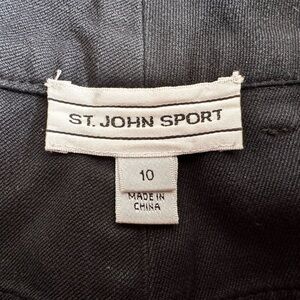 ST. JOHN SPORT
10
MADE IN
CHINA